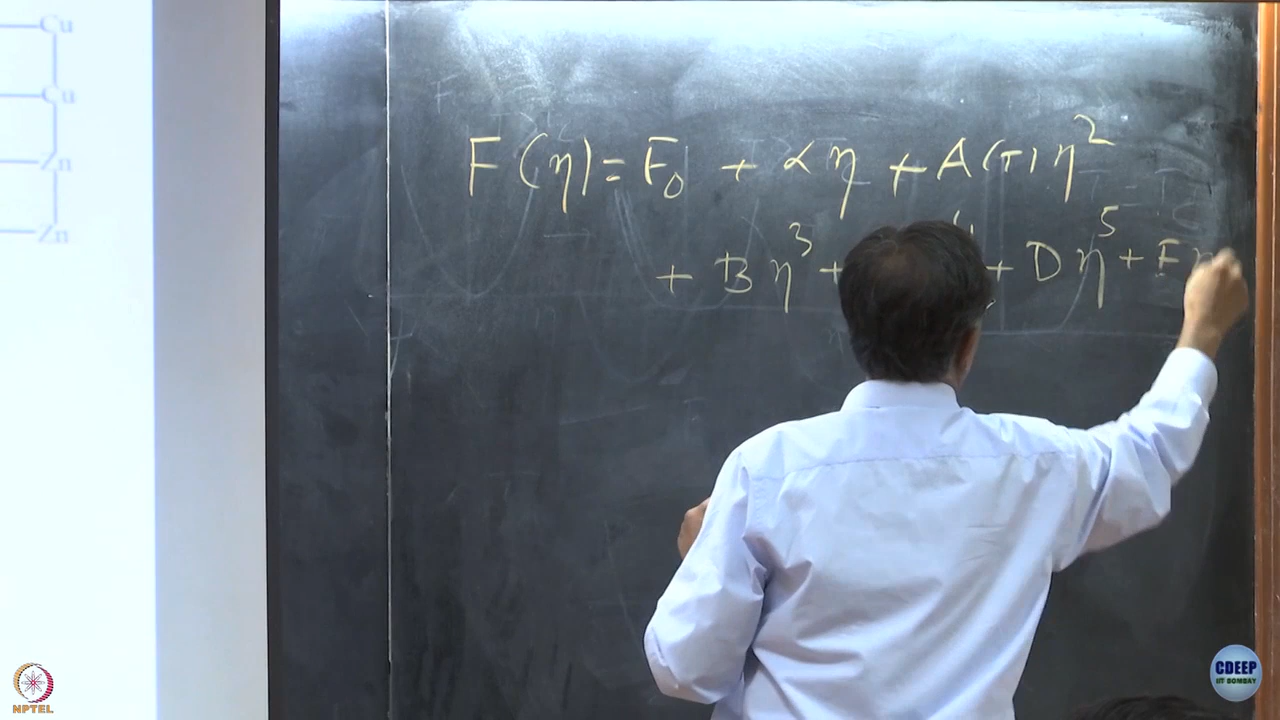 Cu
Cu
Zn
Zn
F(η) = F₀ + αη + A(T)η²
+ Bη³ + + Dη⁵ + E
NPTEL
CDEEP
IIT BOMBAY